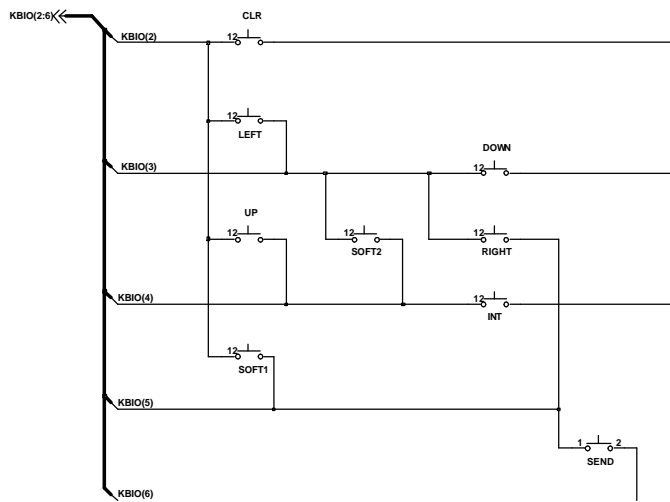 KBIO(2:6)
CLR
KBIO(2)
12
12
LEFT
DOWN
KBIO(3)
12
UP
12
12
12
SOFT2
RIGHT
KBIO(4)
12
INT
12
SOFT1
KBIO(5)
1 2
SEND
KBIO(6)